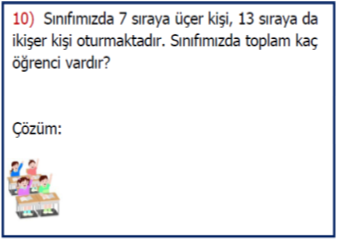 10) Sınıfımızda 7 sıraya üçer kişi, 13 sıraya da
ikişer kişi oturmaktadır. Sınıfımızda toplam kaç
öğrenci vardır?
Çözüm: